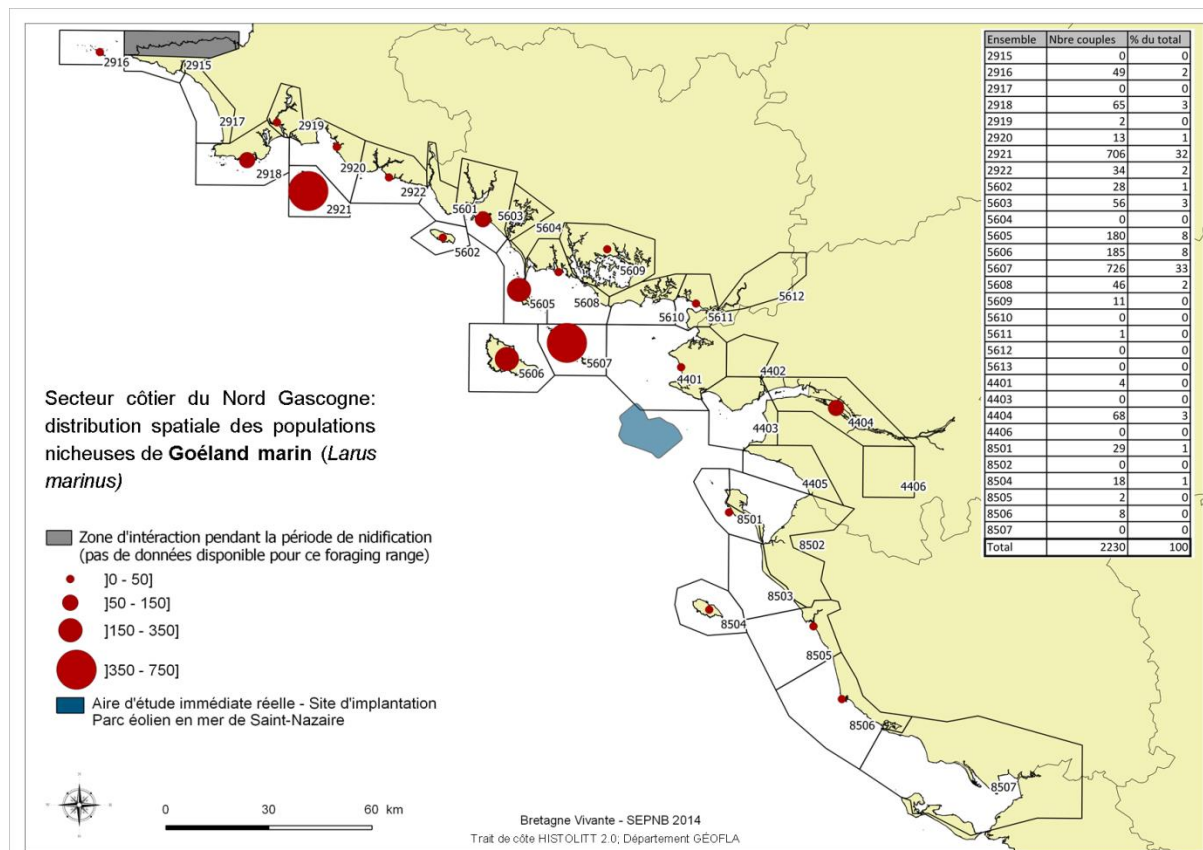 Ensemble Nbre couples % du total
2915 0 0
2916 49 2
2917 0 0
2918 65 3
2919 2 0
2920 13 1
2921 706 32
2922 34 2
5602 28 1
5603 56 3
5604 0 0
5605 180 8
5606 185 8
5607 726 33
5608 46 2
5609 11 0
5610 0 0
5611 1 0
5612 0 0
5613 0 0
4401 4 0
4403 0 0
4404 68 3
4406 0 0
8501 29 1
8502 0 0
8504 18 1
8505 2 0
8506 8 0
8507 0 0
Total 2230 100
2916
2915
2917
2919
2918
2920
2921
2922
5601
5602
5603
5604
5605
5608
5609
5610
5611
5612
5606
5607
4401
4402
4403
4404
4405
4406
8501
8502
8503
8504
8505
8506
8507
Secteur côtier du Nord Gascogne:
distribution spatiale des populations
nicheuses de Goéland marin (Larus
marinus)
Zone d'intéraction pendant la période de nidification
(pas de données disponible pour ce foraging range)
]0 - 50]
]50 - 150]
]150 - 350]
]350 - 750]
Aire d'étude immédiate réelle - Site d'implantation
Parc éolien en mer de Saint-Nazaire
0 30 60 km
Bretagne Vivante - SEPNB 2014
Trait de côte HISTOLITT 2.0; Département GÉOFLA